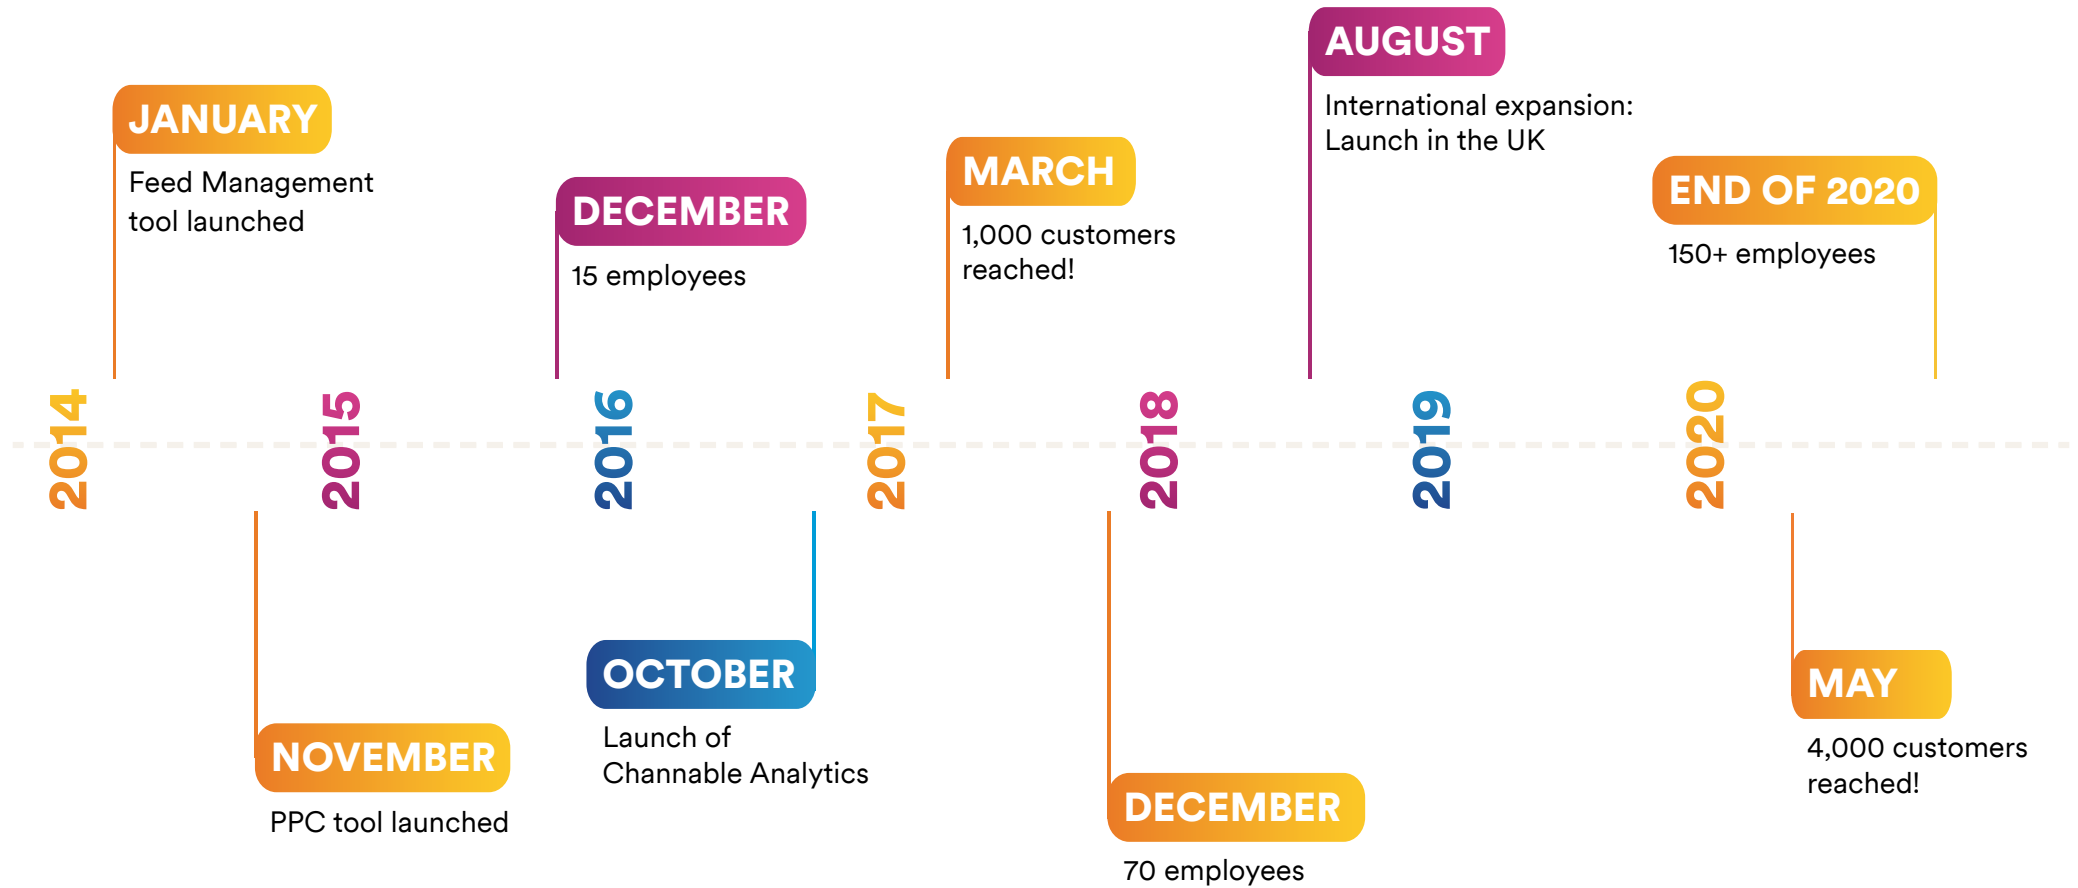 AUGUST
International expansion:
Launch in the UK
JANUARY
Feed Management
tool launched
DECEMBER
15 employees
MARCH
1,000 customers
reached!
END OF 2020
150+ employees
2014
2015
2016
2017
2018
2019
2020
NOVEMBER
PPC tool launched
OCTOBER
Launch of
Channable Analytics
DECEMBER
70 employees
MAY
4,000 customers
reached!